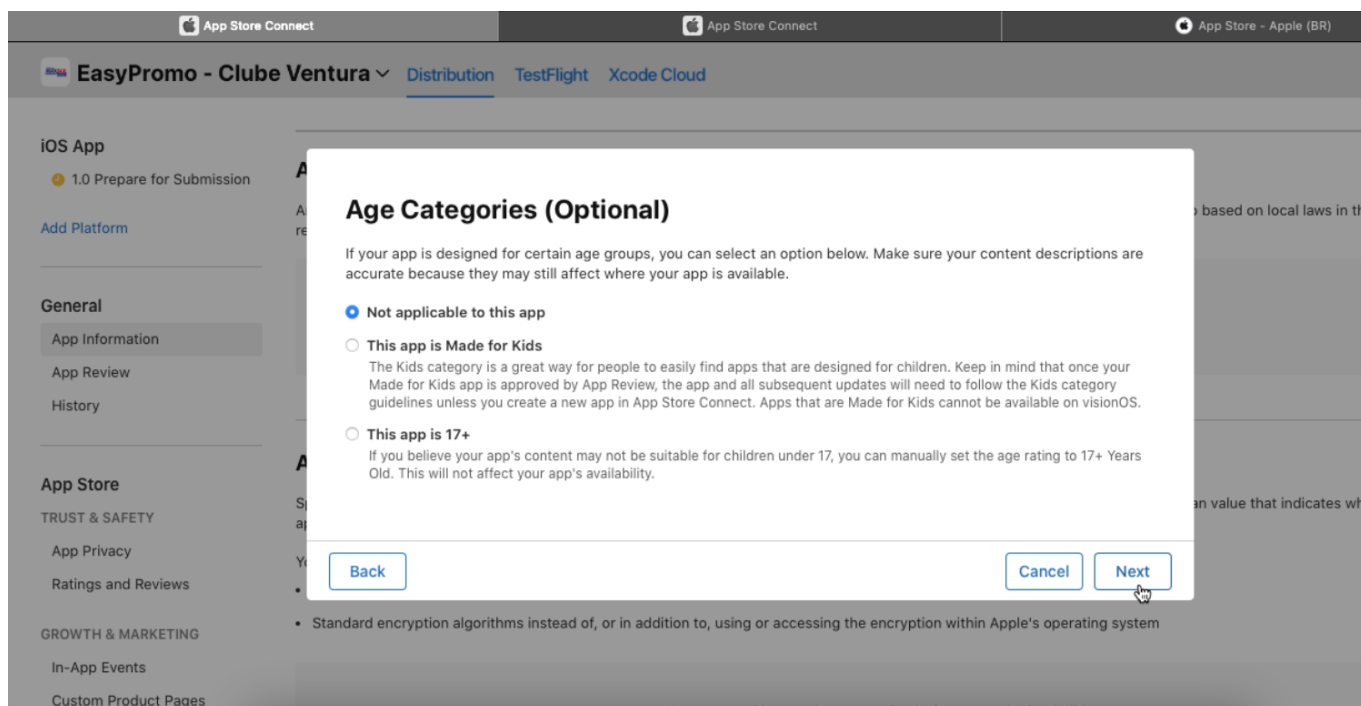 App Store Connect
App Store Connect
App Store - Apple (BR)
EasyPromo - Clube Ventura
Distribution
TestFlight
Xcode Cloud
iOS App
1.0 Prepare for Submission
Add Platform
General
App Information
App Review
History
App Store
TRUST & SAFETY
App Privacy
Ratings and Reviews
GROWTH & MARKETING
In-App Events
Custom Product Pages
based on local laws in
Age Categories (Optional)
If your app is designed for certain age groups, you can select an option below. Make sure your content descriptions are
accurate because they may still affect where your app is available.
Not applicable to this app
This app is Made for Kids
The Kids category is a great way for people to easily find apps that are designed for children. Keep in mind that once your
Made for Kids app is approved by App Review, the app and all subsequent updates will need to follow the Kids category
guidelines unless you create a new app in App Store Connect. Apps that are Made for Kids cannot be available on visionOS.
This app is 17+
If you believe your app's content may not be suitable for children under 17, you can manually set the age rating to 17+ Years
Old. This will not affect your app's availability.
value that indicates
Back
Cancel
Next
• Standard encryption algorithms instead of, or in addition to, using or accessing the encryption within Apple's operating system